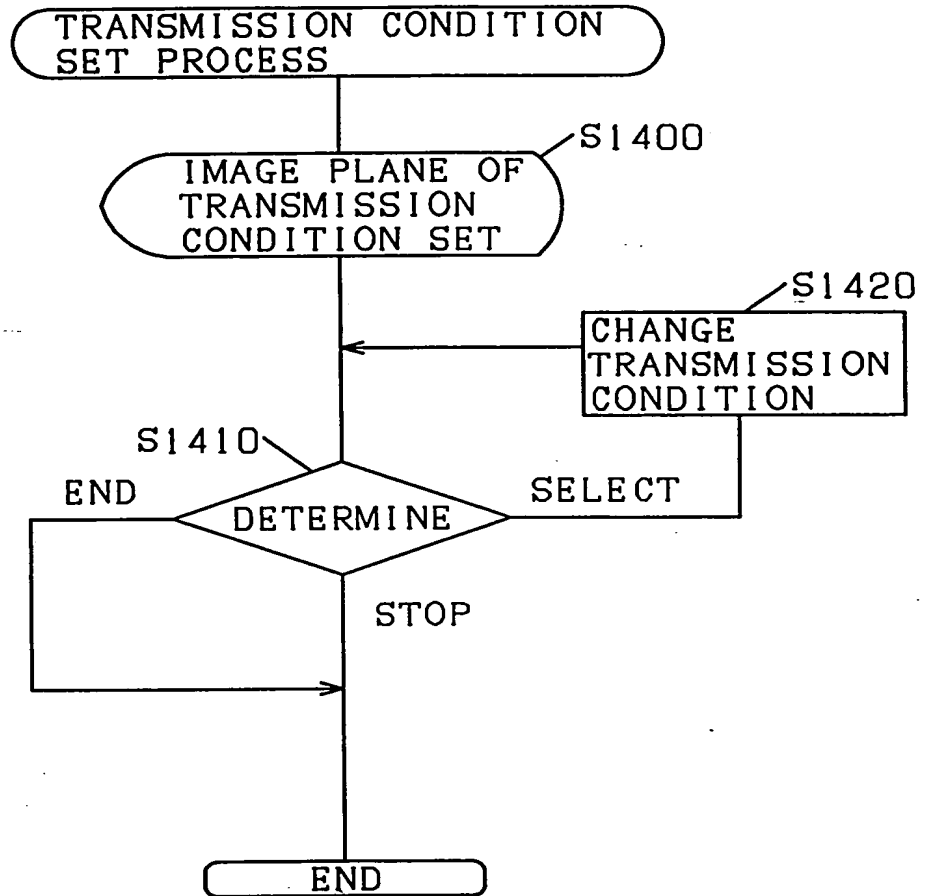 TRANSMISSION CONDITION
SET PROCESS
S1400
IMAGE PLANE OF
TRANSMISSION
CONDITION SET
S1420
CHANGE
TRANSMISSION
CONDITION
S1410
END
DETERMINE
SELECT
STOP
END